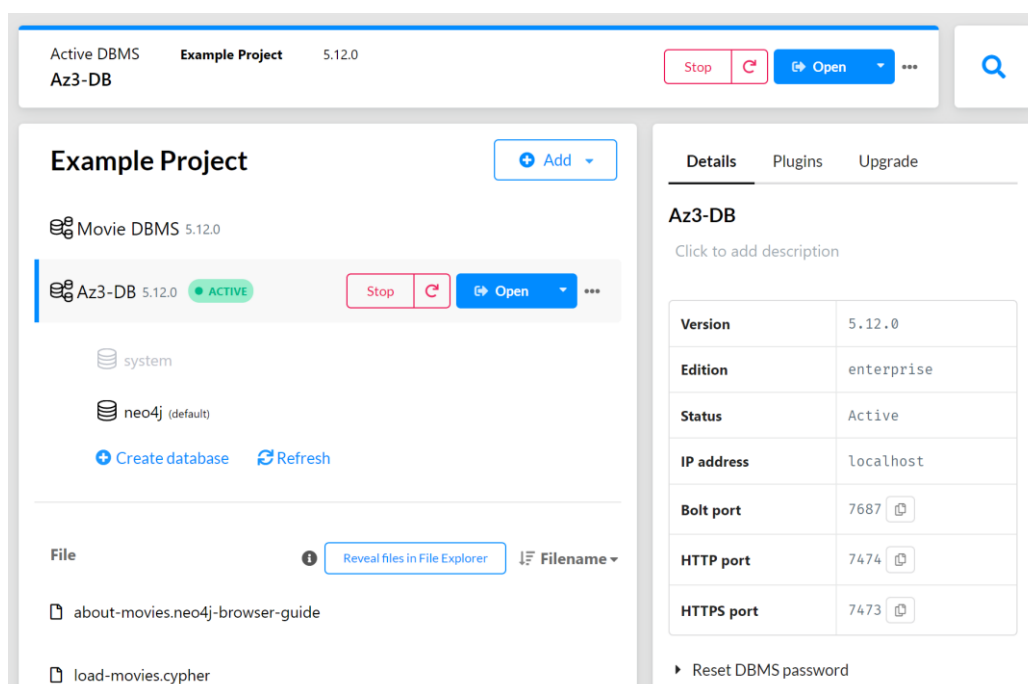 Active DBMS Example Project 5.12.0
Az3-DB
Stop Open
Example Project
Add
Movie DBMS 5.12.0
Az3-DB 5.12.0 ACTIVE Stop Open
system
neo4j (default)
Create database Refresh
File Reveal files in File Explorer Filename
about-movies.neo4j-browser-guide
load-movies.cypher
Details Plugins Upgrade
Az3-DB
Click to add description
Version 5.12.0
Edition enterprise
Status Active
IP address localhost
Bolt port 7687
HTTP port 7474
HTTPS port 7473
Reset DBMS password